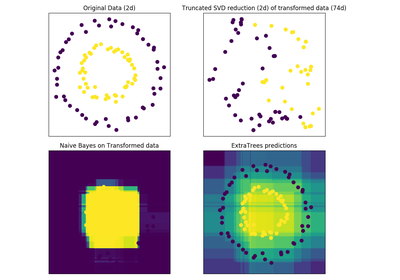 Original Data (2d)
Truncated SVD reduction (2d) of transformed data (74d)
Naive Bayes on Transformed data
ExtraTrees predictions